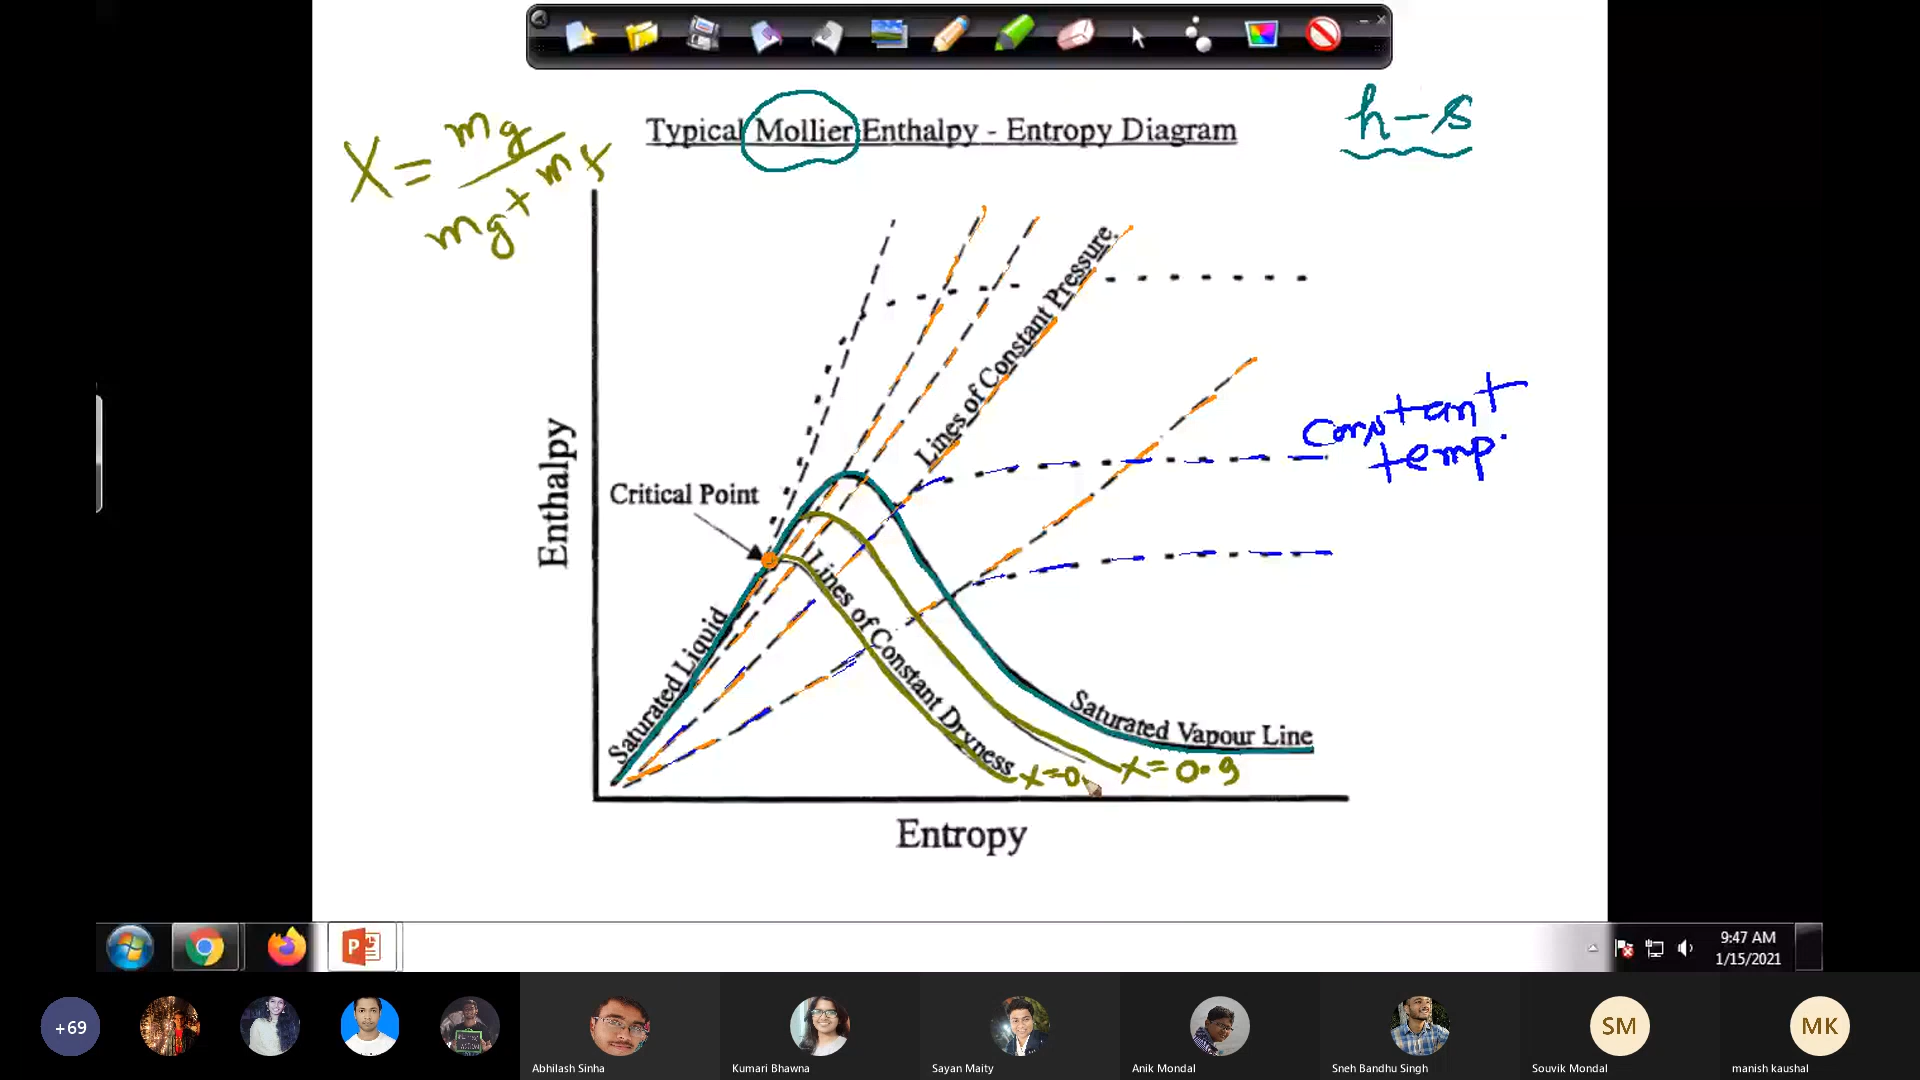 Typical Mollier Enthalpy - Entropy Diagram
h-s
X = mg
mg + mf
Lines of Constant Pressure
Constant
temp.
Critical Point
Enthalpy
Lines of Constant Dryness
Saturated Liquid
Saturated Vapour Line
x=0.
x=0.9
Entropy
9:47 AM
1/15/2021
+69
SM
MK
Abhilash Sinha
Kumari Bhawna
Sayan Maity
Anik Mondal
Sneh Bandhu Singh
Souvik Mondal
manish kaushal